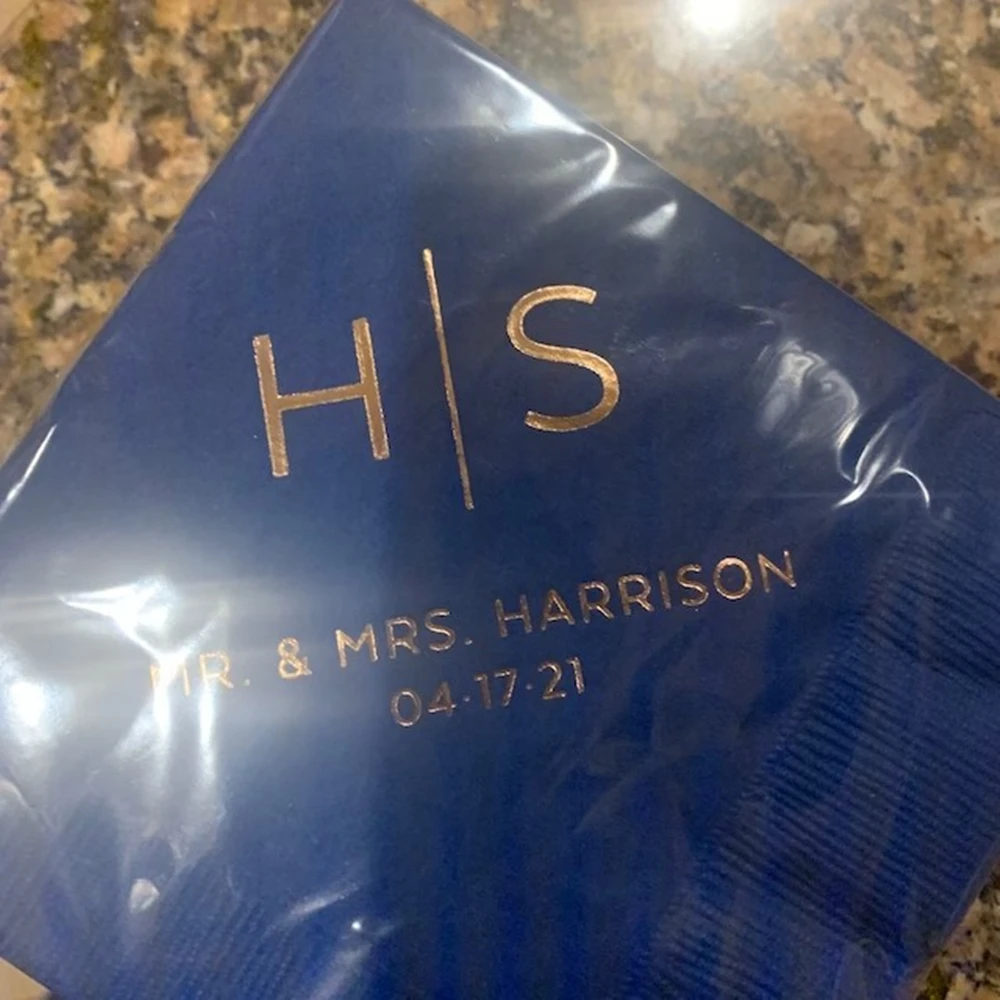 H|S
MR. & MRS. HARRISON
04·17·21